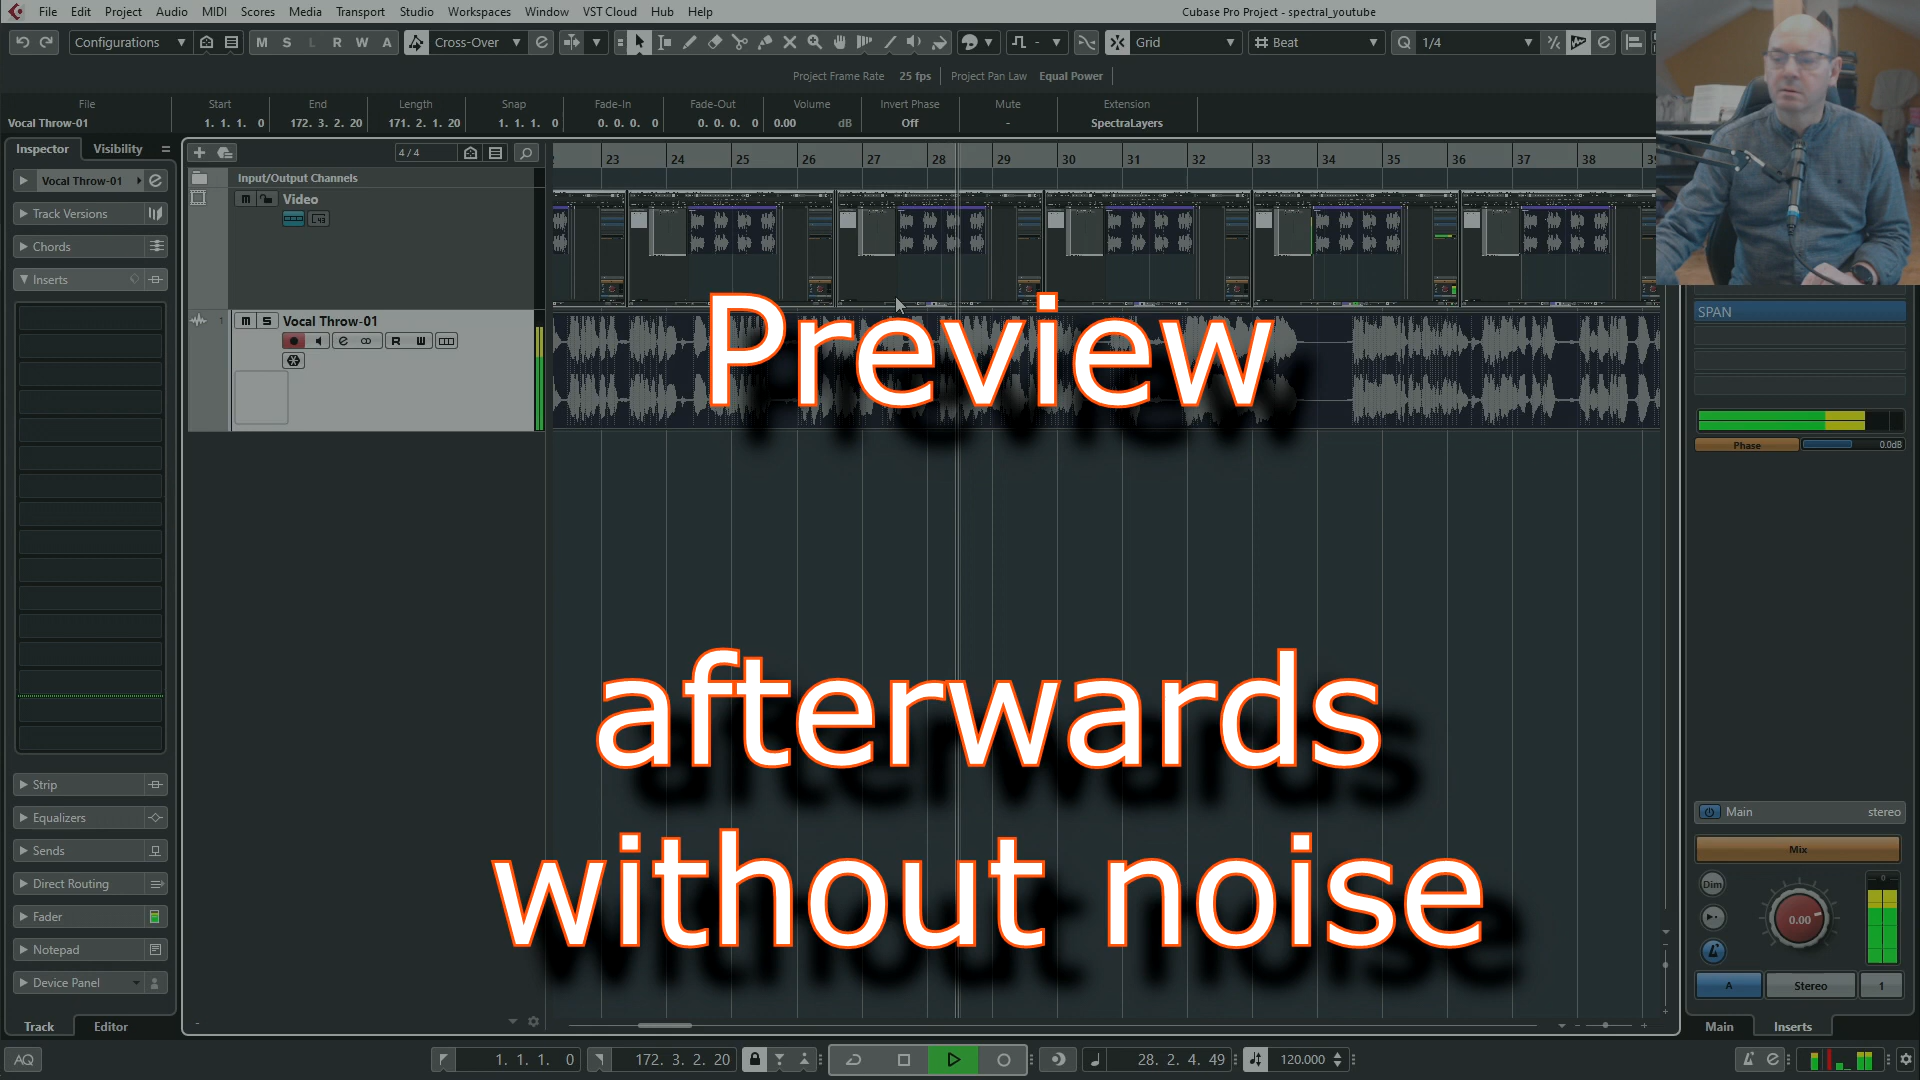 File Edit Project Audio MIDI Scores Media Transport Studio Workspaces Window VST Cloud Hub Help
Cubase Pro Project - spectral_youtube
Configurations M S L R W A Cross-Over Grid Beat Q 1/4
Project Frame Rate 25 fps Project Pan Law Equal Power
File Start End Length Snap Fade-In Fade-Out Volume Invert Phase Mute Extension
Vocal Throw-01 1. 1. 1. 0 172. 3. 2. 20 171. 2. 1. 20 1. 1. 1. 0 0. 0. 0. 0 0. 0. 0. 0 0.00 dB Off - SpectraLayers
Inspector Visibility
4 / 4
23 24 25 26 27 28 29 30 31 32 33 34 35 36 37 38
Input/Output Channels
Vocal Throw-01
m Video
Track Versions
Chords
Inserts
1 m S Vocal Throw-01
R W
SPAN
Phase 0.0dB
Preview
afterwards
without noise
Strip
Equalizers
Sends
Direct Routing
Fader
Notepad
Device Panel
Track Editor
Main stereo
Mix
Dim
0.00
A Stereo 1
Main Inserts
AQ 1. 1. 1. 0 172. 3. 2. 20 28. 2. 4. 49 120.000